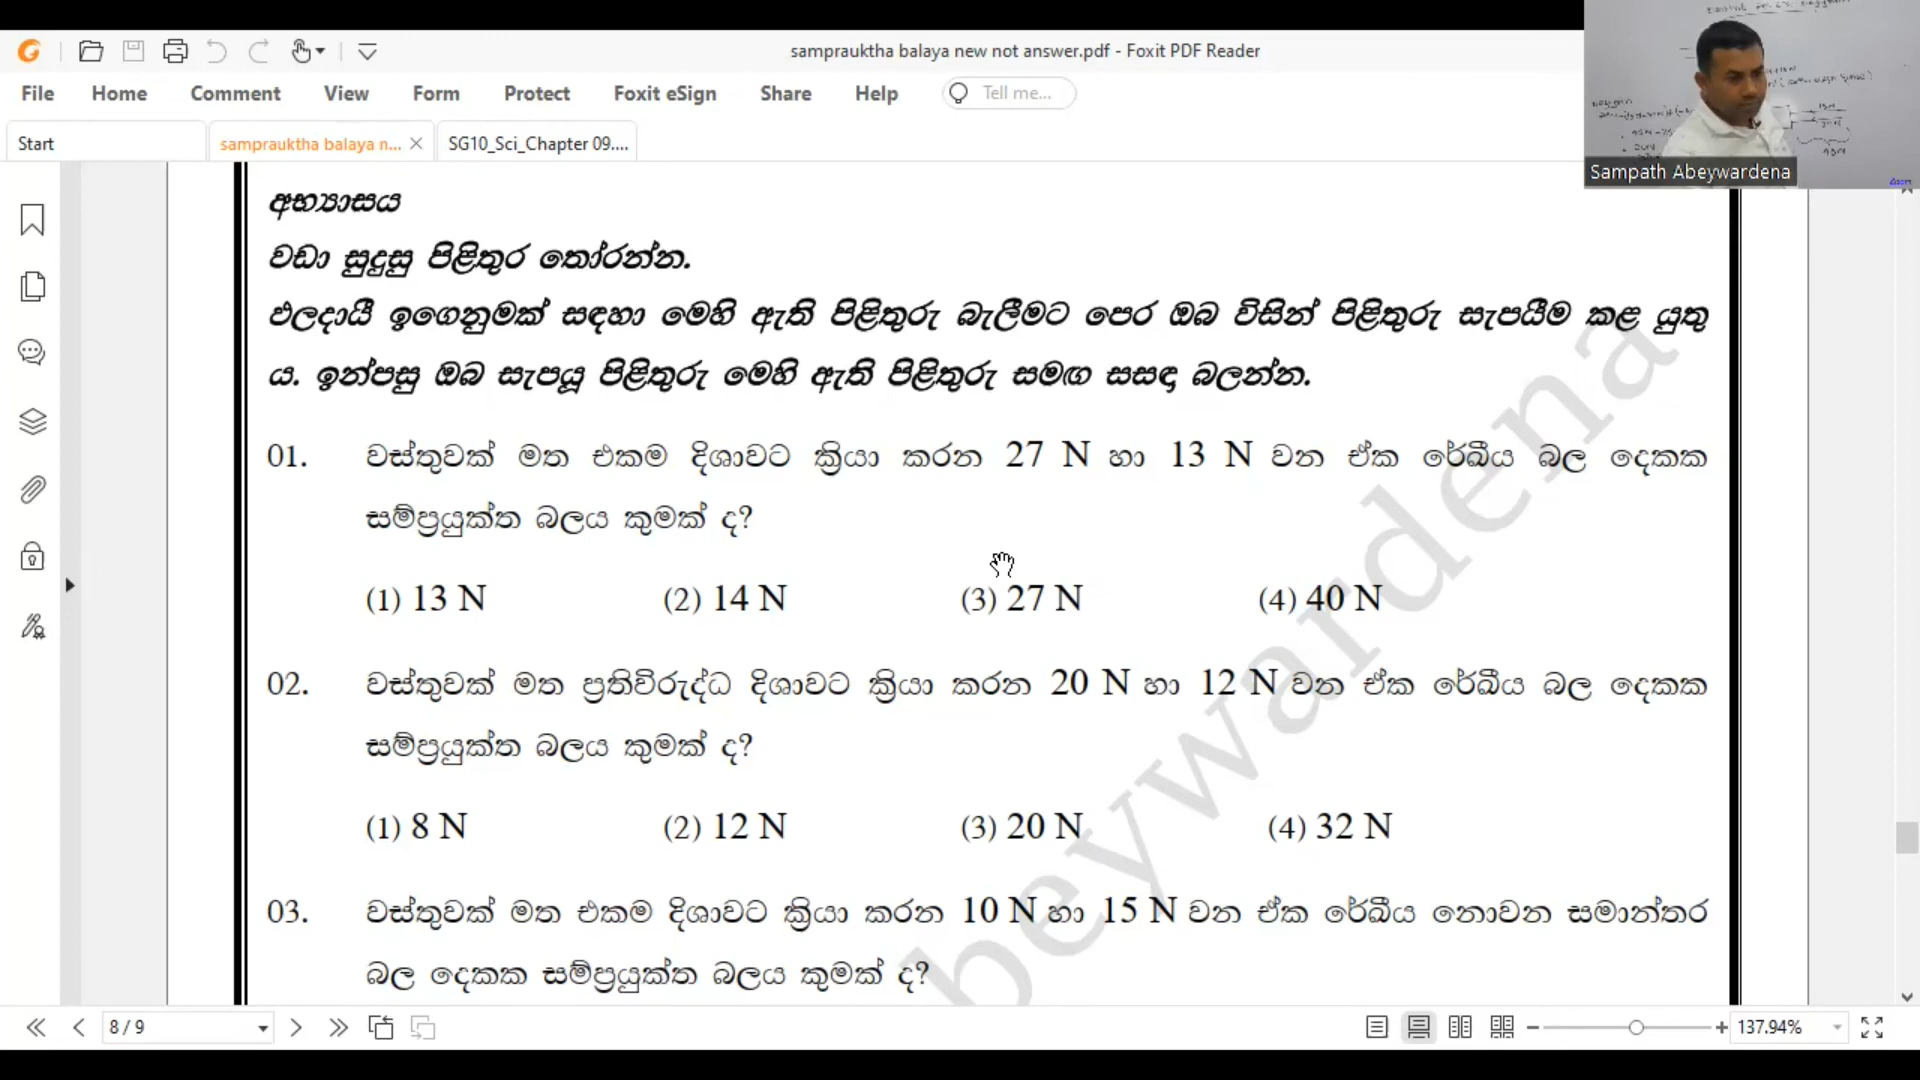 samprauktha balaya new not answer.pdf - Foxit PDF Reader
File Home Comment View Form Protect Foxit eSign Share Help Tell me...
Start samprauktha balaya n... SG10_Sci_Chapter 09....
Sampath Abeywardena
zoom
අභ්‍යාසය
වඩා සුදුසු පිළිතුර තෝරන්න.
ඵලදායී ඉගෙනුමක් සඳහා මෙහි ඇති පිළිතුරු බැලීමට පෙර ඔබ විසින් පිළිතුරු සැපයීම කළ යුතු
ය. ඉන්පසු ඔබ සැපයූ පිළිතුරු මෙහි ඇති පිළිතුරු සමඟ සසඳා බලන්න.
01. වස්තුවක් මත එකම දිශාවට ක්‍රියා කරන 27 N හා 13 N වන ඒක රේඛීය බල දෙකක
සම්ප්‍රයුක්ත බලය කුමක් ද?
(1) 13 N (2) 14 N (3) 27 N (4) 40 N
02. වස්තුවක් මත ප්‍රතිවිරුද්ධ දිශාවට ක්‍රියා කරන 20 N හා 12 N වන ඒක රේඛීය බල දෙකක
සම්ප්‍රයුක්ත බලය කුමක් ද?
(1) 8 N (2) 12 N (3) 20 N (4) 32 N
03. වස්තුවක් මත එකම දිශාවට ක්‍රියා කරන 10 N හා 15 N වන ඒක රේඛීය නොවන සමාන්තර
බල දෙකක සම්ප්‍රයුක්ත බලය කුමක් ද?
beywardena
8 / 9 137.94%